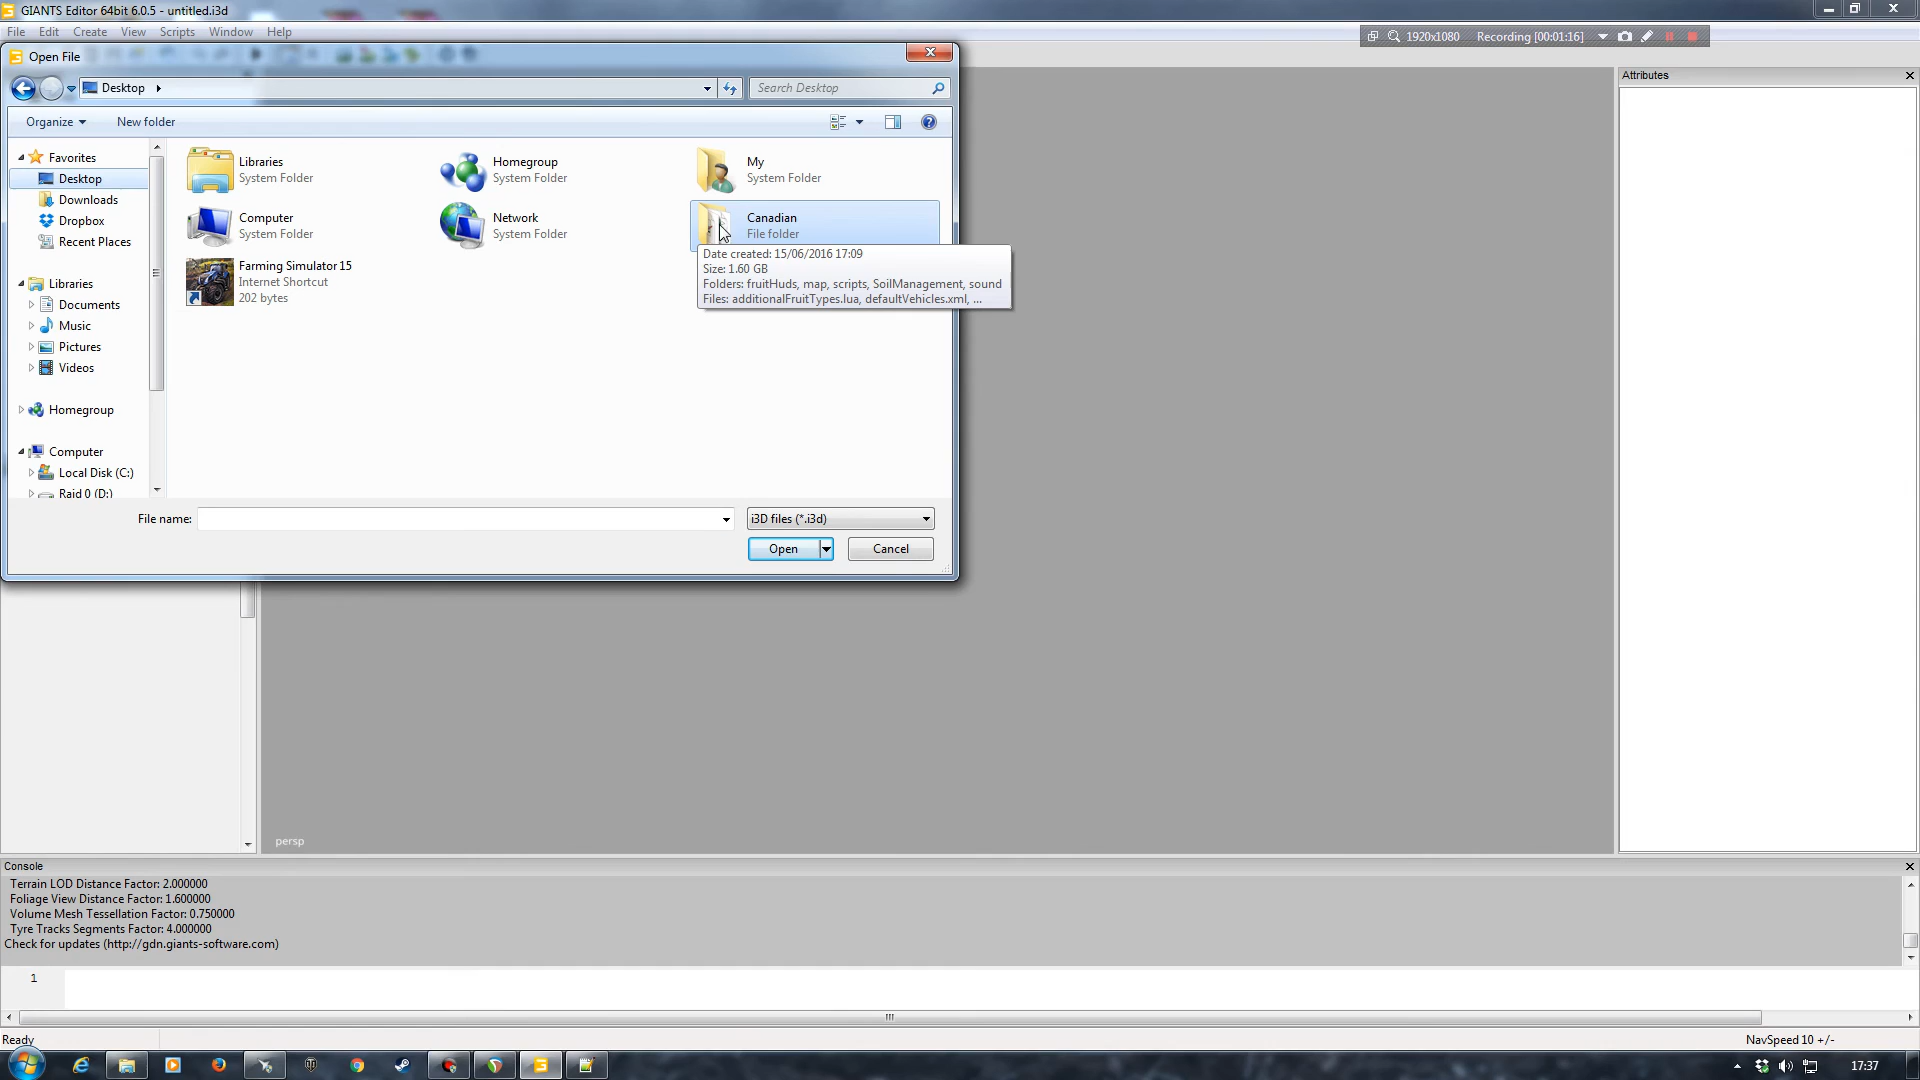 GIANTS Editor 64bit 6.0.5 - untitled.i3d
File Edit Create View Scripts Window Help
1920x1080 Recording [00:01:16]
Open File
Attributes
Desktop
Search Desktop
Organize New folder
Favorites
Desktop
Downloads
Dropbox
Recent Places
Libraries
Documents
Music
Pictures
Videos
Homegroup
Computer
Local Disk (C:)
Raid 0 (D:)
Libraries
System Folder
Homegroup
System Folder
My
System Folder
Computer
System Folder
Network
System Folder
Canadian
File folder
Farming Simulator 15
Internet Shortcut
202 bytes
Date created: 15/06/2016 17:09
Size: 1.60 GB
Folders: fruitHuds, map, scripts, SoilManagement, sound
Files: additionalFruitTypes.lua, defaultVehicles.xml, ...
File name:
i3D files (*.i3d)
Open Cancel
persp
Console
Terrain LOD Distance Factor: 2.000000
Foliage View Distance Factor: 1.600000
Volume Mesh Tessellation Factor: 0.750000
Tyre Tracks Segments Factor: 4.000000
Check for updates (http://gdn.giants-software.com)
1
Ready
NavSpeed 10 +/-
17:37